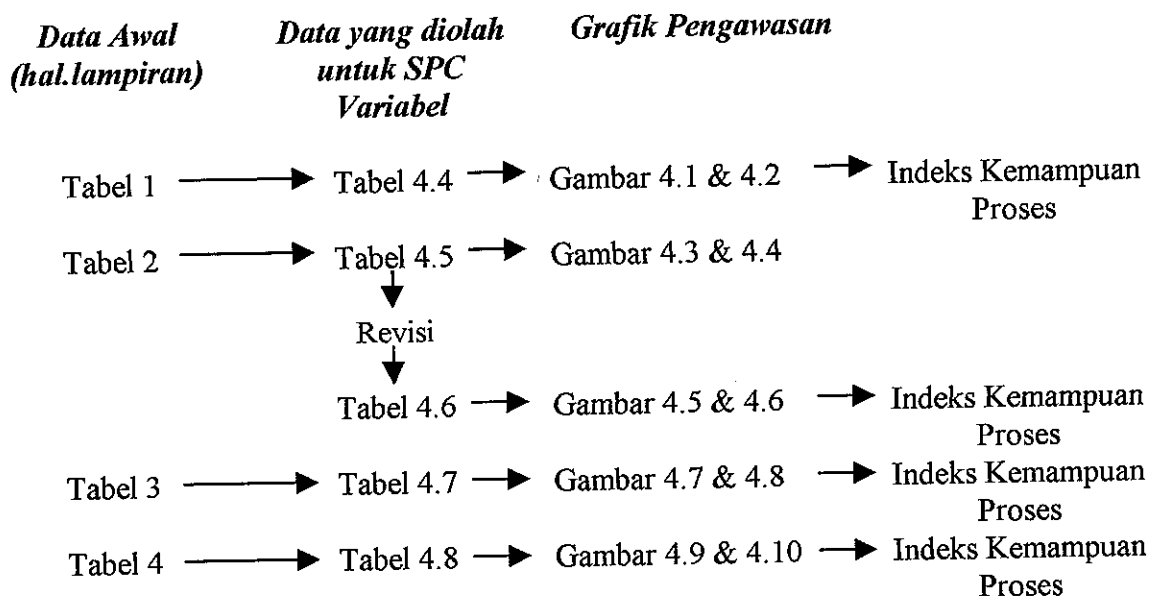 Data Awal Data yang diolah Grafik Pengawasan
(hal.lampiran) untuk SPC
Variabel
Tabel 1 Tabel 4.4 Gambar 4.1 & 4.2 Indeks Kemampuan
Proses
Tabel 2 Tabel 4.5 Gambar 4.3 & 4.4
Revisi
Tabel 4.6 Gambar 4.5 & 4.6 Indeks Kemampuan
Proses
Tabel 3 Tabel 4.7 Gambar 4.7 & 4.8 Indeks Kemampuan
Proses
Tabel 4 Tabel 4.8 Gambar 4.9 & 4.10 Indeks Kemampuan
Proses